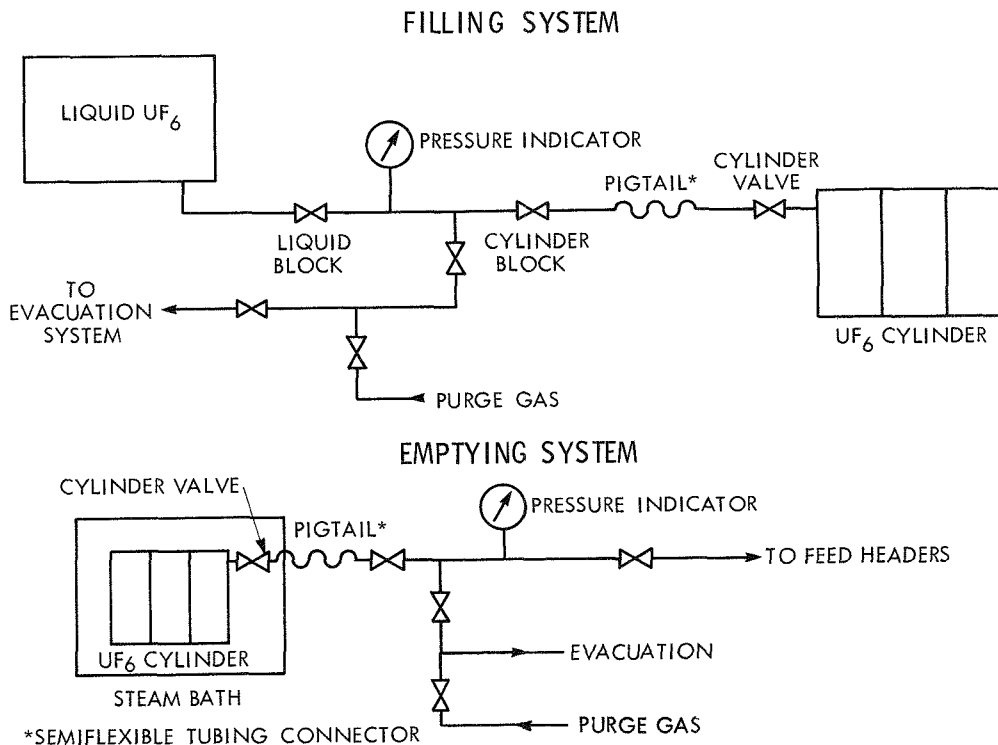 FILLING SYSTEM
LIQUID UF6
PRESSURE INDICATOR
CYLINDER
VALVE
PIGTAIL*
LIQUID
BLOCK
CYLINDER
BLOCK
TO
EVACUATION
SYSTEM
UF6 CYLINDER
PURGE GAS
EMPTYING SYSTEM
CYLINDER VALVE
PIGTAIL*
PRESSURE INDICATOR
TO FEED HEADERS
UF6 CYLINDER
EVACUATION
STEAM BATH
PURGE GAS
*SEMIFLEXIBLE TUBING CONNECTOR